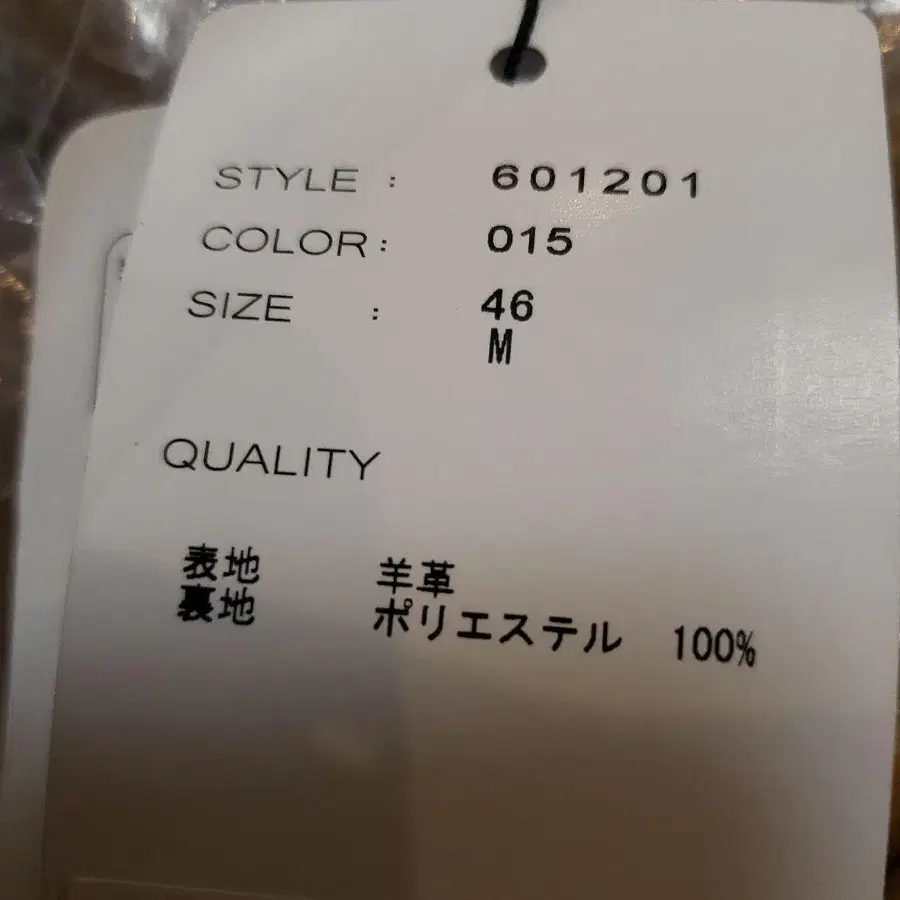 STYLE : 601201
COLOR: 015
SIZE : 46
M
QUALITY
表地 羊革
裏地 ポリエステル 100%